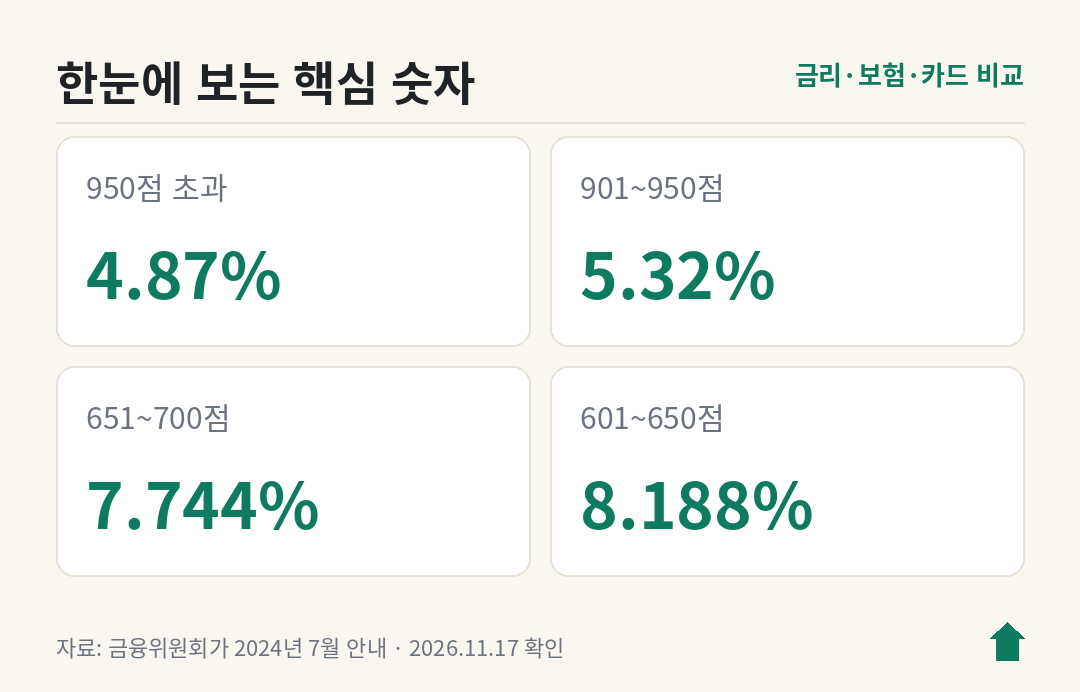 한눈에 보는 핵심 숫자
금리·보험·카드 비교
950점 초과
4.87%
901~950점
5.32%
651~700점
7.744%
601~650점
8.188%
자료: 금융위원회가 2024년 7월 안내 · 2026.11.17 확인